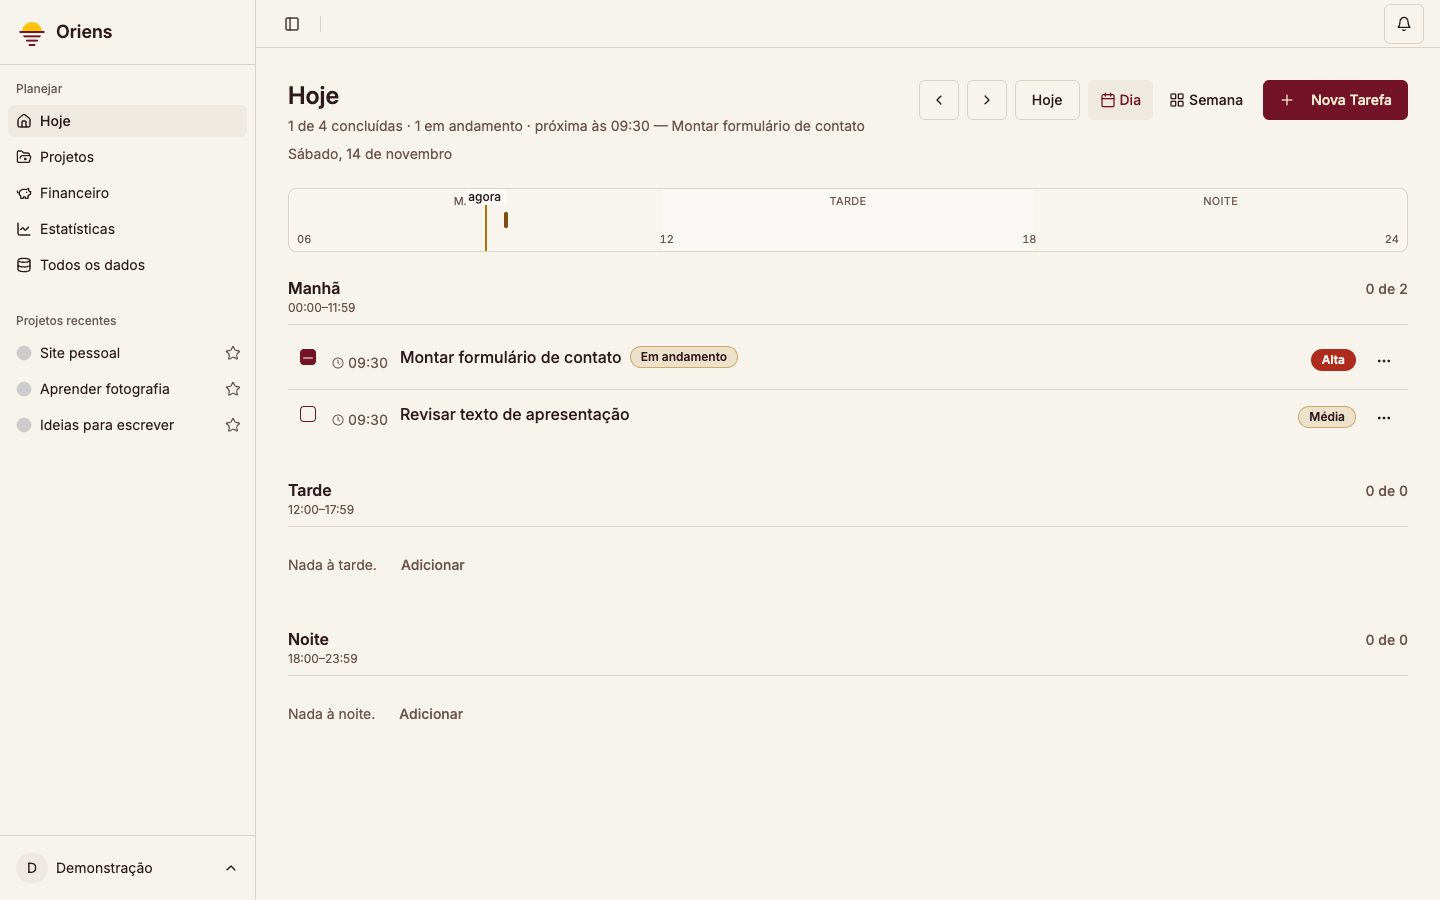 Oriens
Planejar
Hoje
Projetos
Financeiro
Estatísticas
Todos os dados
Projetos recentes
Site pessoal
Aprender fotografia
Ideias para escrever
D Demonstração
Hoje
1 de 4 concluídas · 1 em andamento · próxima às 09:30 — Montar formulário de contato
Sábado, 14 de novembro
Hoje Dia Semana + Nova Tarefa
agora TARDE NOITE
06 12 18 24
Manhã 0 de 2
00:00–11:59
09:30 Montar formulário de contato Em andamento Alta
09:30 Revisar texto de apresentação Média
Tarde 0 de 0
12:00–17:59
Nada à tarde. Adicionar
Noite 0 de 0
18:00–23:59
Nada à noite. Adicionar